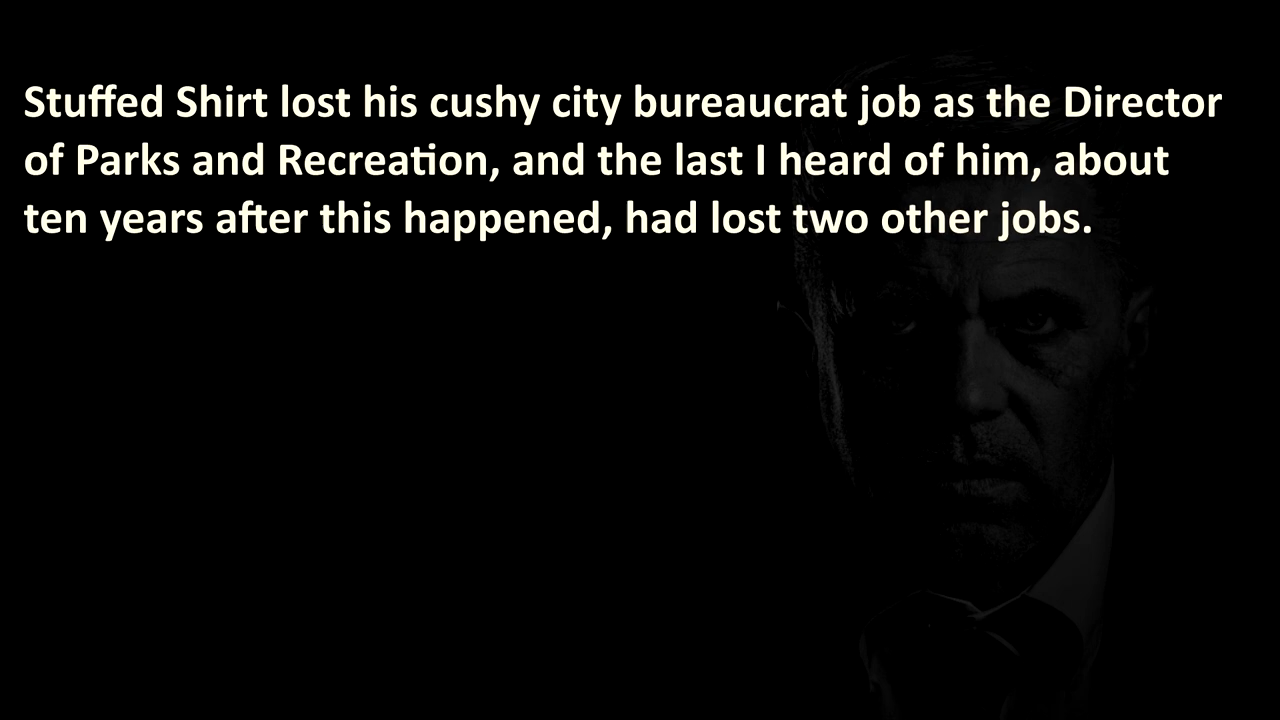 Stuffed Shirt lost his cushy city bureaucrat job as the Director
of Parks and Recreation, and the last I heard of him, about
ten years after this happened, had lost two other jobs.